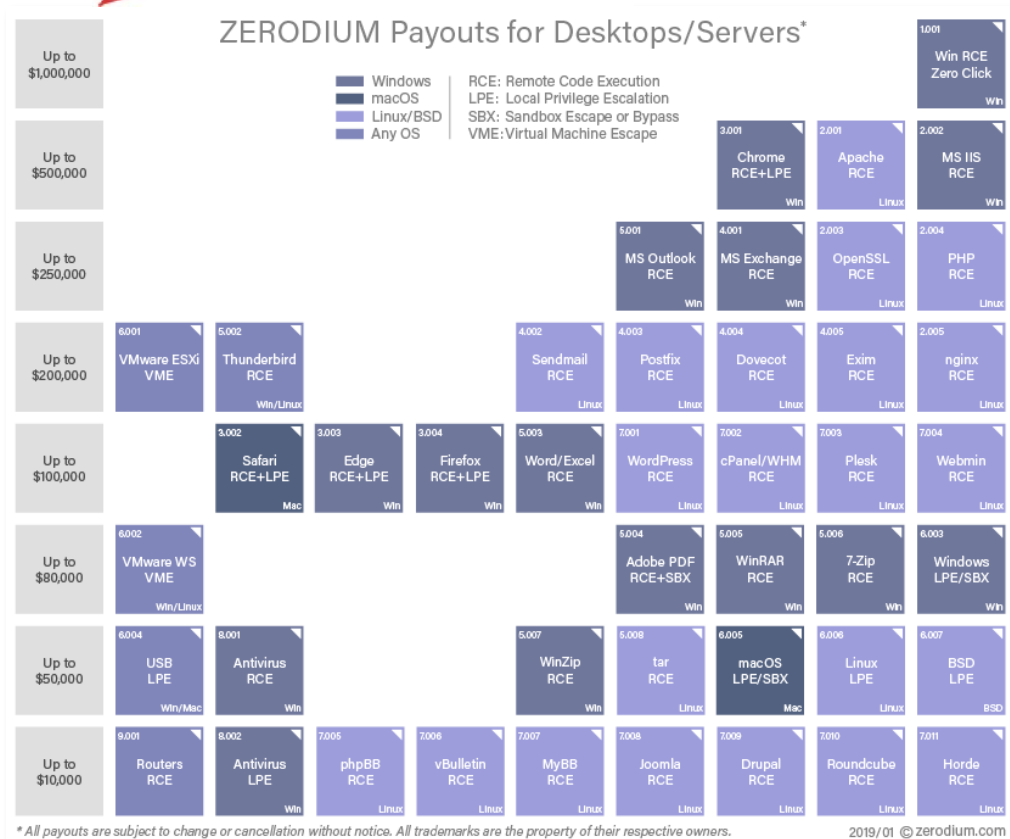 ZERODIUM Payouts for Desktops/Servers*
Windows
macOS
Linux/BSD
Any OS
RCE: Remote Code Execution
LPE: Local Privilege Escalation
SBX: Sandbox Escape or Bypass
VME: Virtual Machine Escape
Up to
$1,000,000
1.001
Win RCE
Zero Click
Win
Up to
$500,000
3.001
Chrome
RCE+LPE
Win
2.001
Apache
RCE
Linux
2.002
MS IIS
RCE
Win
Up to
$250,000
5.001
MS Outlook
RCE
Win
4.001
MS Exchange
RCE
Win
2.003
OpenSSL
RCE
Linux
2.004
PHP
RCE
Linux
Up to
$200,000
6.001
VMware ESXi
VME
5.002
Thunderbird
RCE
Win/Linux
4.002
Sendmail
RCE
Linux
4.003
Postfix
RCE
Linux
4.004
Dovecot
RCE
Linux
4.005
Exim
RCE
Linux
2.005
nginx
RCE
Linux
Up to
$100,000
3.002
Safari
RCE+LPE
Mac
3.003
Edge
RCE+LPE
Win
3.004
Firefox
RCE+LPE
Win
5.003
Word/Excel
RCE
Win
7.001
WordPress
RCE
Linux
7.002
cPanel/WHM
RCE
Linux
7.003
Plesk
RCE
Linux
7.004
Webmin
RCE
Linux
Up to
$80,000
6.002
VMware WS
VME
Win/Linux
5.004
Adobe PDF
RCE+SBX
Win
5.005
WinRAR
RCE
Win
5.006
7-Zip
RCE
Win
6.003
Windows
LPE/SBX
Win
Up to
$50,000
6.004
USB
LPE
Win/Mac
8.001
Antivirus
RCE
Win
5.007
WinZip
RCE
Win
5.008
tar
RCE
Linux
6.005
macOS
LPE/SBX
Mac
6.006
Linux
LPE
Linux
6.007
BSD
LPE
BSD
Up to
$10,000
9.001
Routers
RCE
8.002
Antivirus
LPE
Win
7.005
phpBB
RCE
Linux
7.006
vBulletin
RCE
Linux
7.007
MyBB
RCE
Linux
7.008
Joomla
RCE
Linux
7.009
Drupal
RCE
Linux
7.010
Roundcube
RCE
Linux
7.011
Horde
RCE
Linux
* All payouts are subject to change or cancellation without notice. All trademarks are the property of their respective owners.
2019/01 © zerodium.com